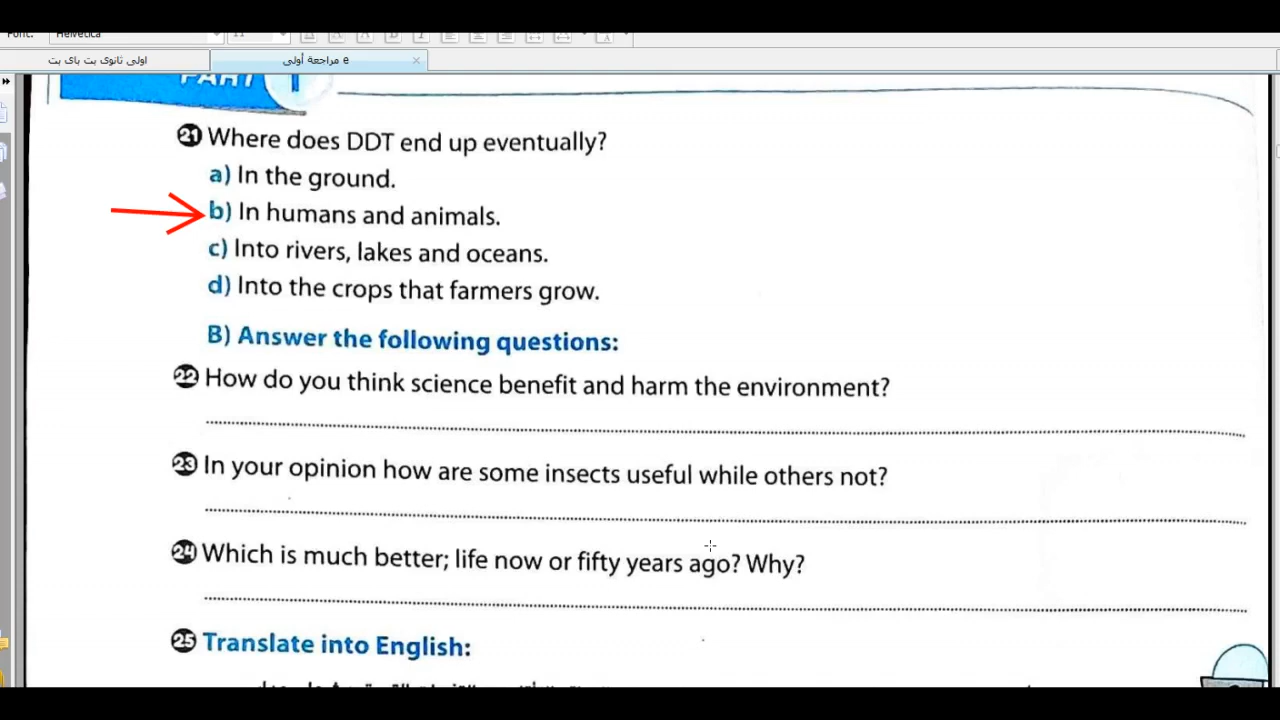 Font: Helvetica 11
اولى ثانوى بت باى بت
مراجعة أولى e
PART 1
21 Where does DDT end up eventually?
a) In the ground.
b) In humans and animals.
c) Into rivers, lakes and oceans.
d) Into the crops that farmers grow.
B) Answer the following questions:
22 How do you think science benefit and harm the environment?
23 In your opinion how are some insects useful while others not?
24 Which is much better; life now or fifty years ago? Why?
25 Translate into English: